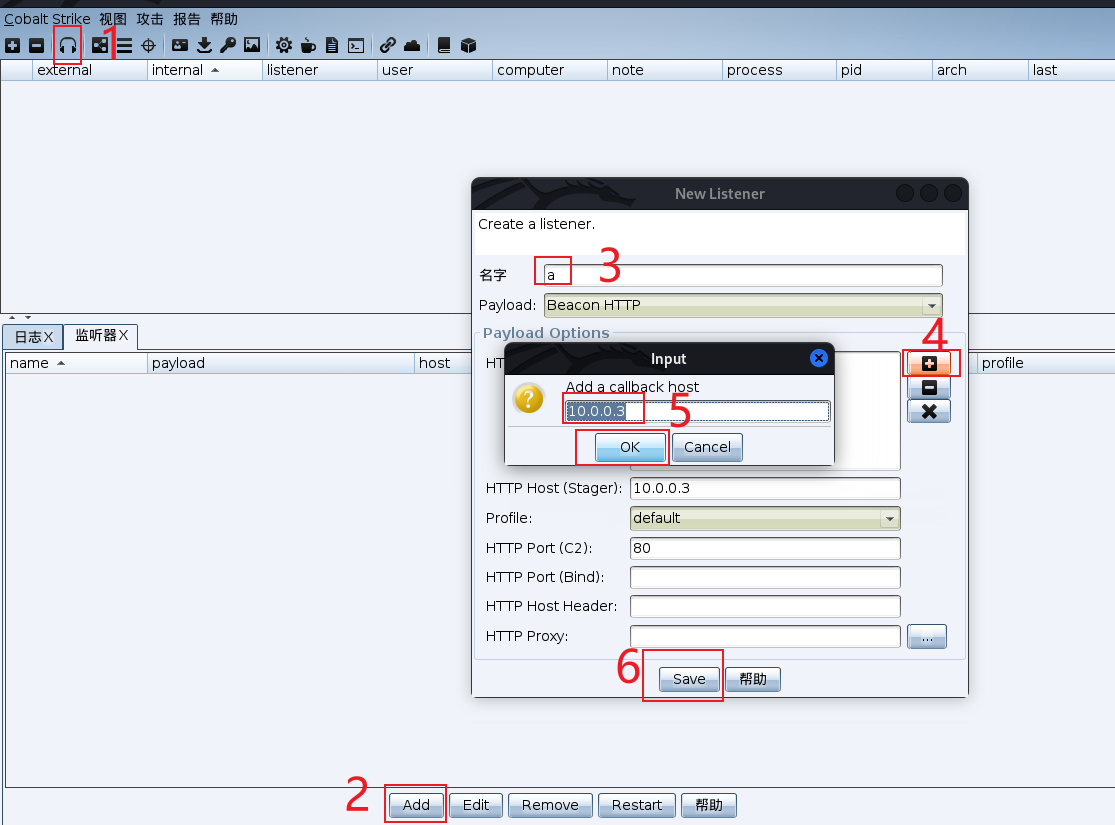 Cobalt Strike 视图 攻击 报告 帮助
1
external internal listener user computer note process pid arch last
New Listener
Create a listener.
名字 a 3
Payload: Beacon HTTP
Payload Options
4
日志X 监听器X
name payload host profile
HT
Input
Add a callback host
10.0.0.3 5
OK Cancel
HTTP Host (Stager): 10.0.0.3
Profile: default
HTTP Port (C2): 80
HTTP Port (Bind):
HTTP Host Header:
HTTP Proxy: ...
6 Save 帮助
2 Add Edit Remove Restart 帮助